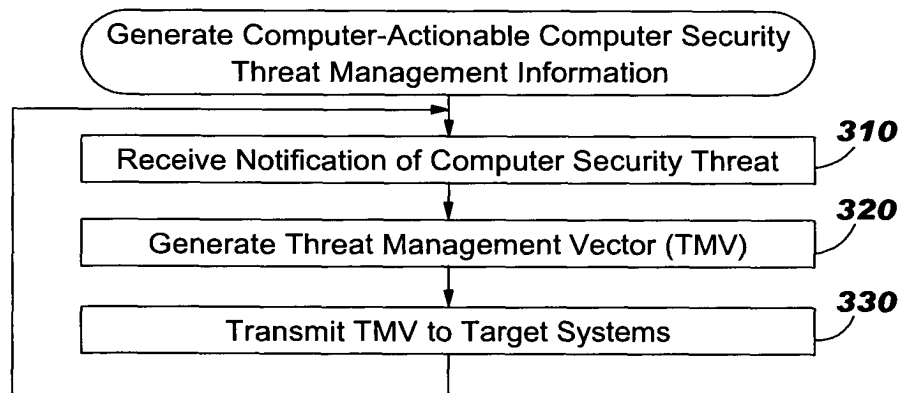 Generate Computer-Actionable Computer Security
Threat Management Information
310
Receive Notification of Computer Security Threat
320
Generate Threat Management Vector (TMV)
330
Transmit TMV to Target Systems